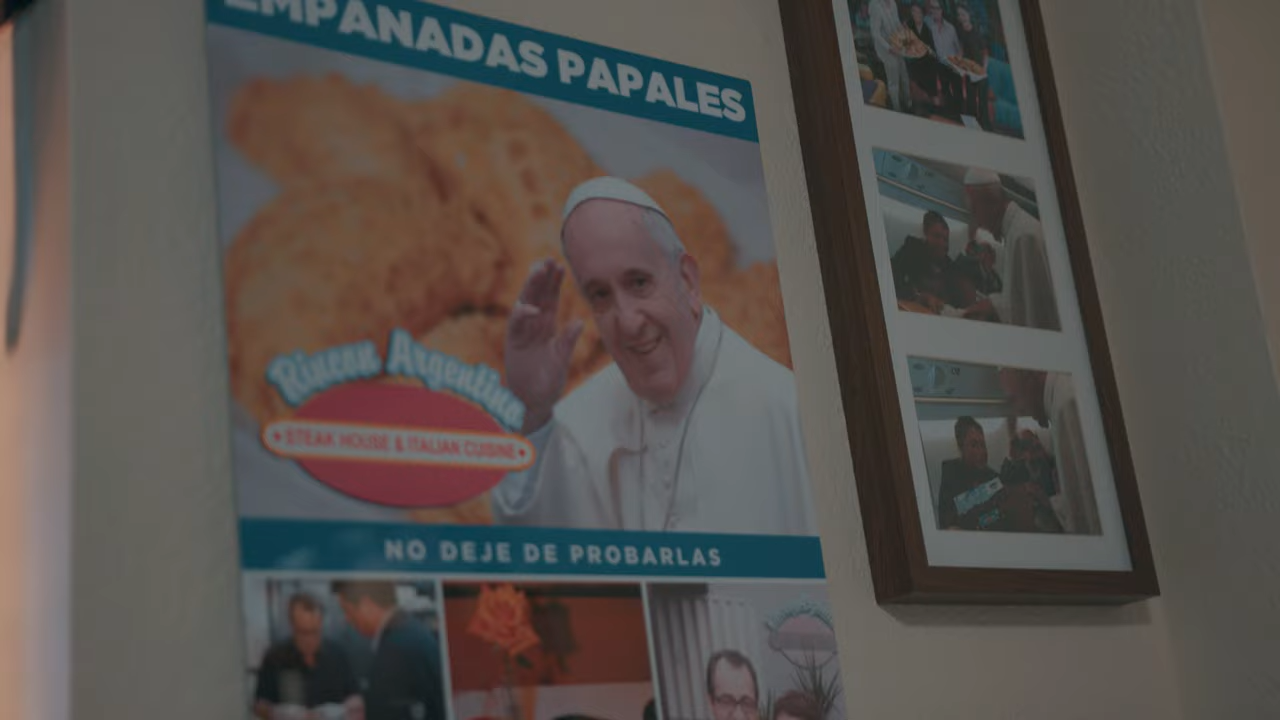 EMPANADAS PAPALES
Rincon Argentino
STEAK HOUSE & ITALIAN CUISINE
NO DEJE DE PROBARLAS